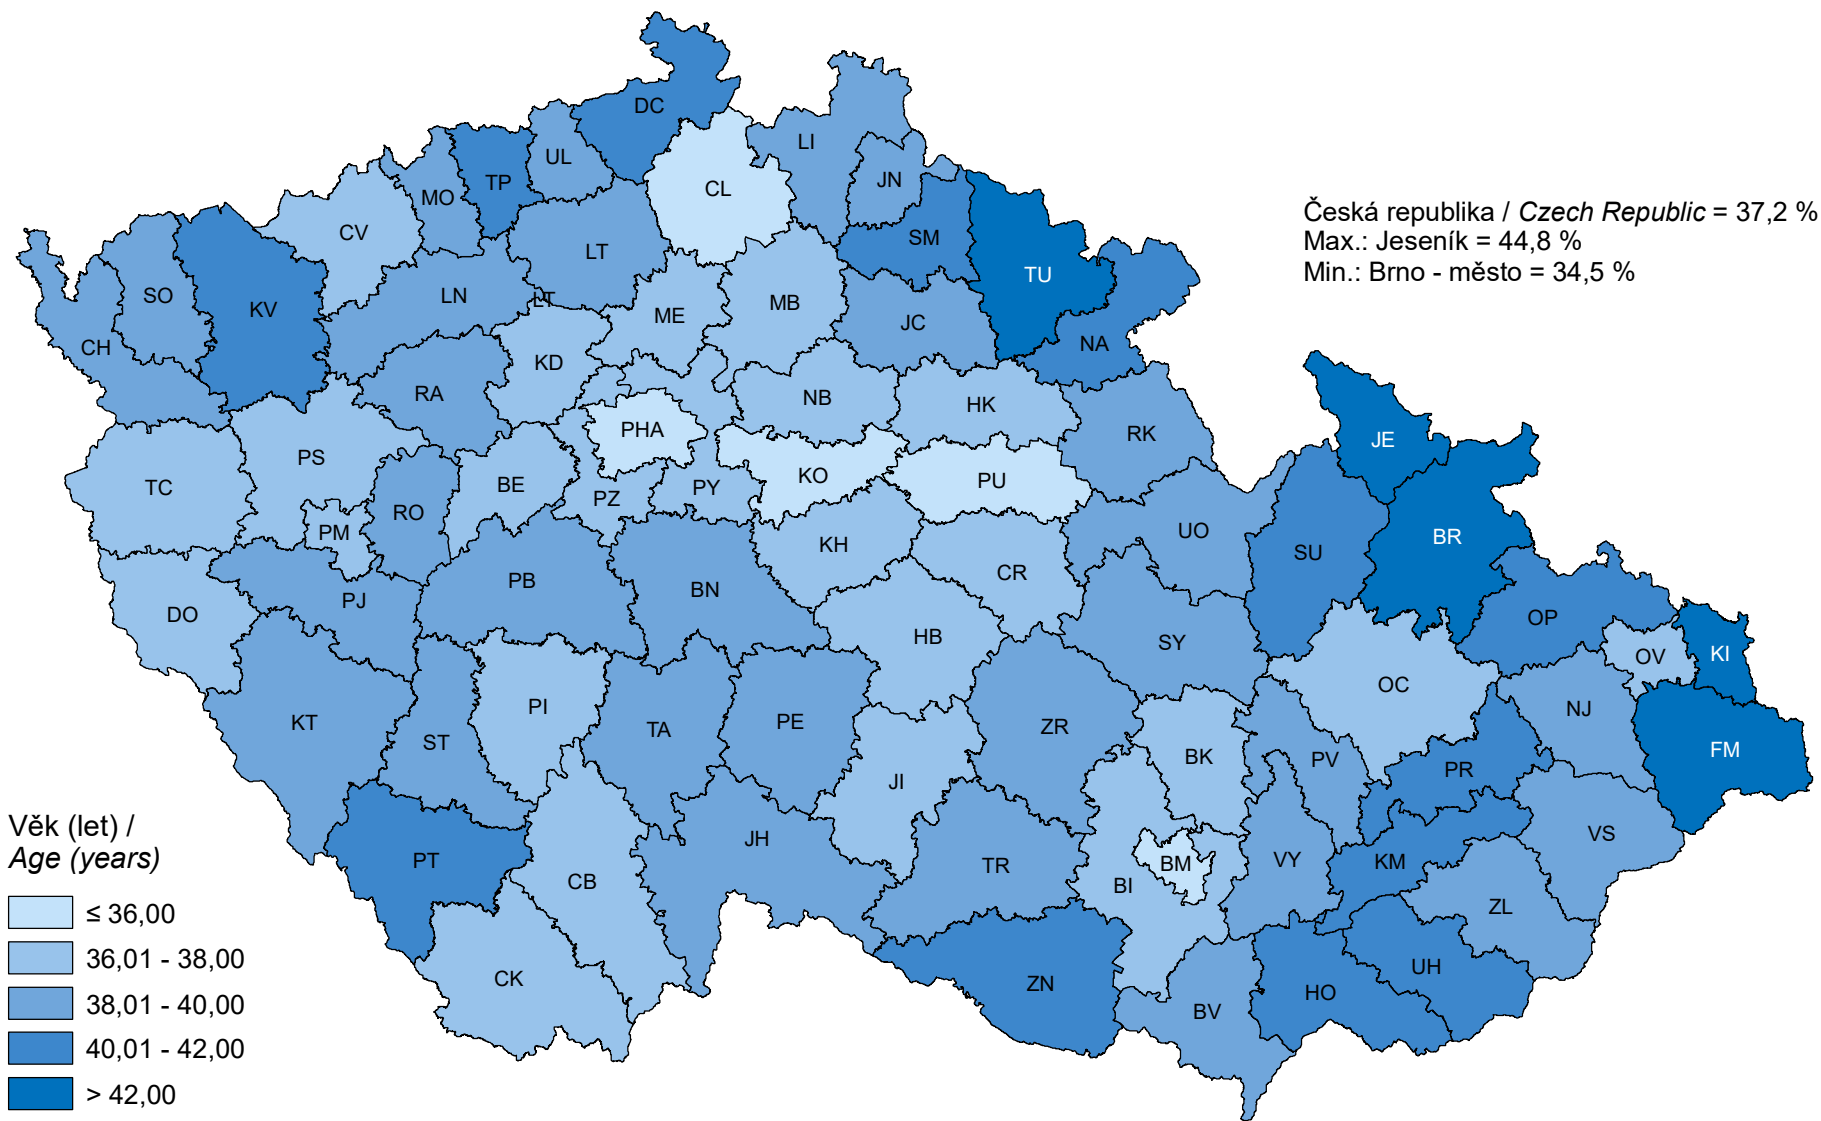 DC
LI
UL
TP
CL
JN
MO
CV
SM
LT
TU
SO
KV
LN
LT
ME
MB
JC
CH
NA
KD
RA
NB
HK
PHA
RK
JE
PS
TC
KO
PU
BE
PZ
PY
RO
PM
UO
BR
KH
SU
CR
PB
BN
PJ
DO
OP
HB
SY
OV
KI
OC
PI
NJ
KT
ST
TA
PE
ZR
BK
PV
FM
PR
JI
VS
JH
PT
TR
BM
VY
KM
CB
BI
ZL
CK
ZN
UH
HO
BV
Česká republika / Czech Republic = 37,2 %
Max.: Jeseník = 44,8 %
Min.: Brno - město = 34,5 %
Věk (let) /
Age (years)
≤ 36,00
36,01 - 38,00
38,01 - 40,00
40,01 - 42,00
> 42,00